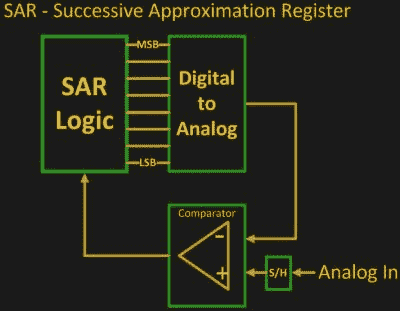 SAR - Successive Approximation Register
MSB
SAR
Logic
Digital
to
Analog
LSB
Comparator
-
+
S/H
Analog In